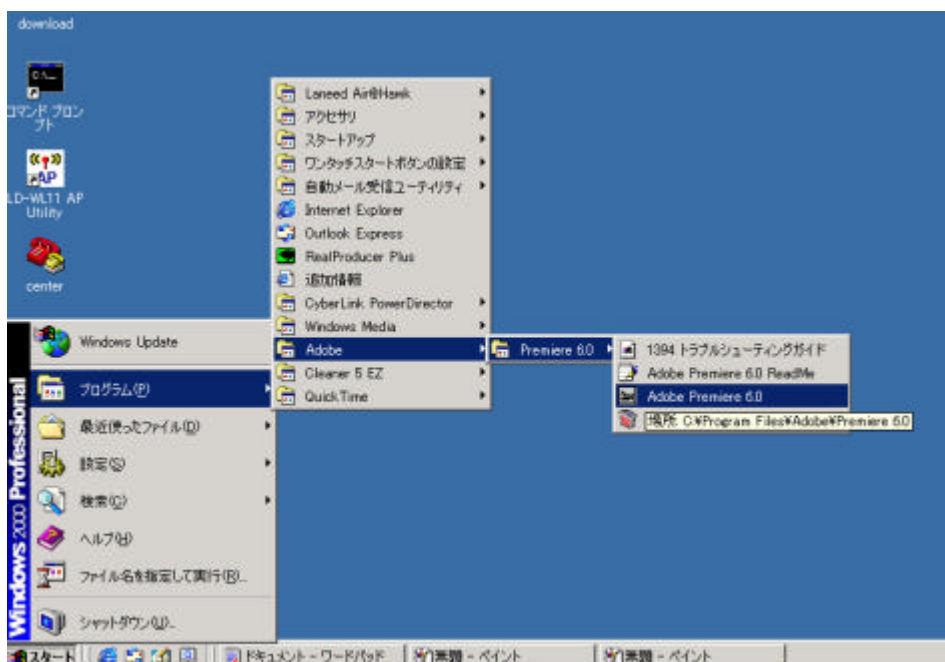 download
コマンド プロン
プト
LD-WL11 AP
Utility
center
Laneed Air@Hawk
アクセサリ
スタートアップ
ワンタッチスタートボタンの設定
自動メール受信ユーティリティ
Internet Explorer
Outlook Express
RealProducer Plus
追加情報
CyberLink PowerDirector
Windows Media
Adobe
Cleaner 5 EZ
QuickTime
Premiere 6.0
1394 トラブルシューティングガイド
Adobe Premiere 6.0 ReadMe
Adobe Premiere 6.0
場所: C:¥Program Files¥Adobe¥Premiere 6.0
Windows 2000 Professional
Windows Update
プログラム(P)
最近使ったファイル(D)
設定(S)
検索(C)
ヘルプ(H)
ファイル名を指定して実行(R)...
シャットダウン(U)...
スタート
ドキュメント - ワードパッド
無題 - ペイント
無題 - ペイント